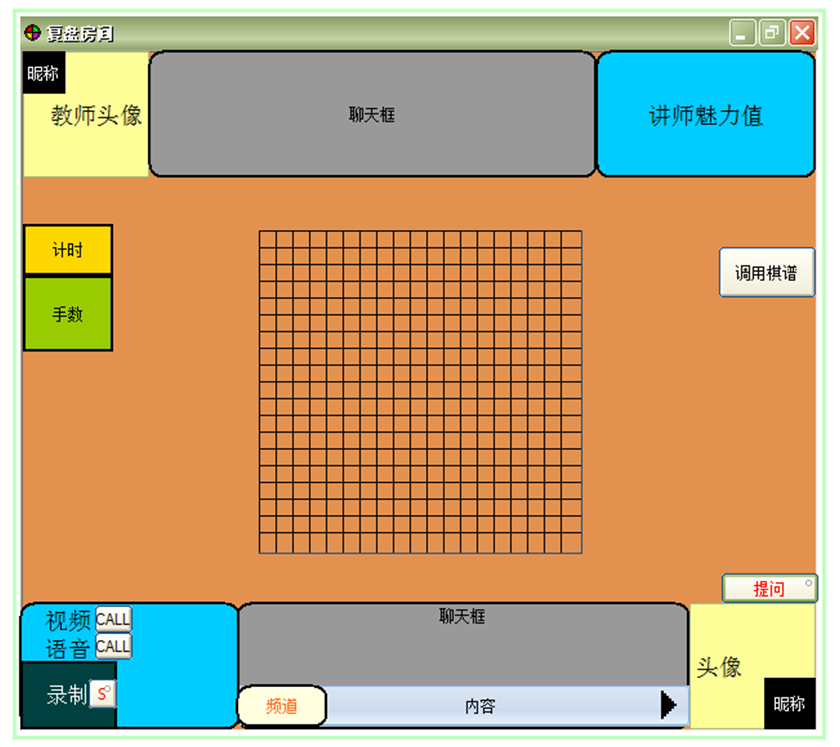 复盘房间
昵称
教师头像
聊天框
讲师魅力值
计时
手数
调用棋谱
提问
视频 CALL
语音 CALL
录制 S
聊天框
频道
内容
头像
昵称